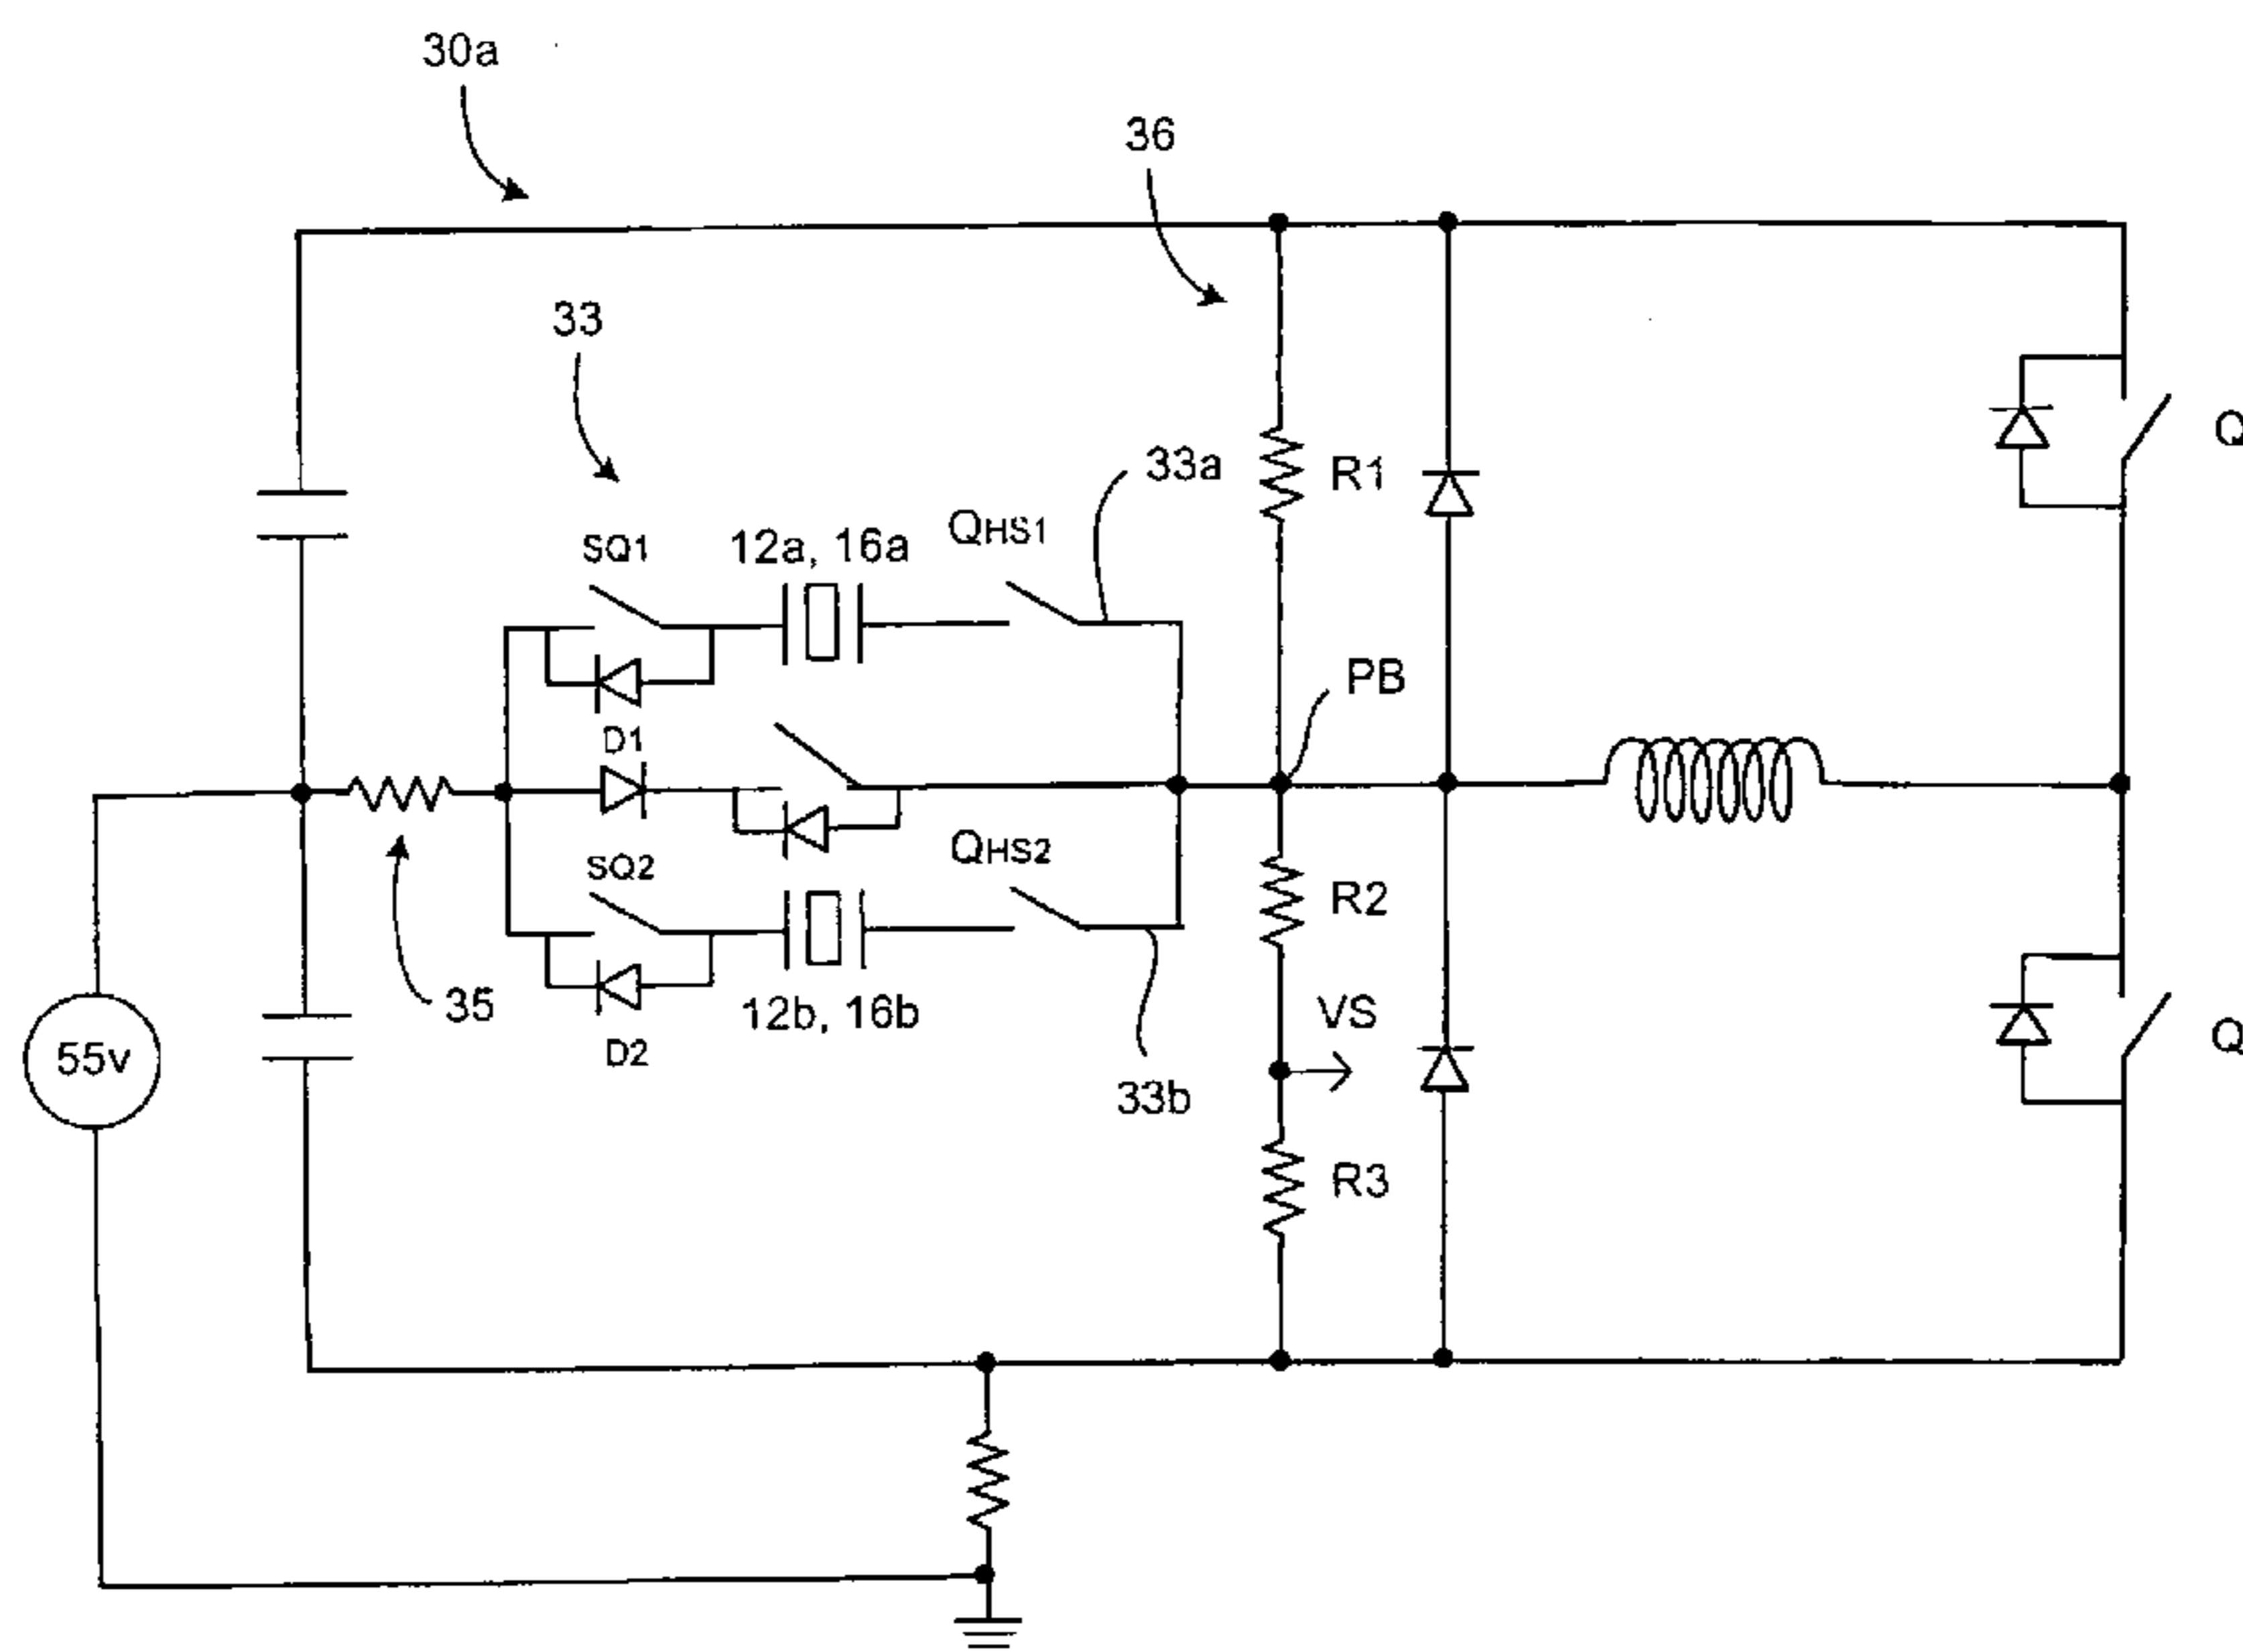 30a
36
33
33a
Q
R1
SQ1
12a, 16a
QHS1
PB
D1
QHS2
SQ2
R2
35
12b, 16b
VS
55v
D2
33b
Q
R3